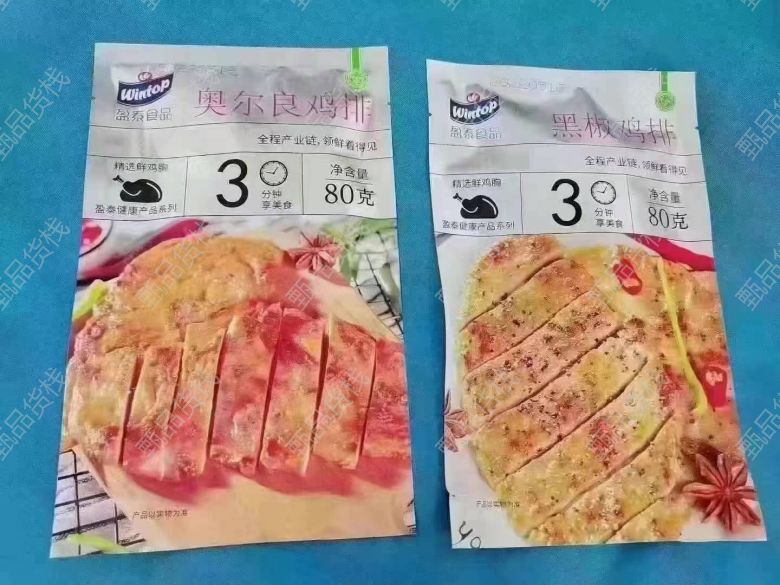 Wintop
盈泰食品
奥尔良鸡排
全程产业链,领鲜看得见
精选鲜鸡胸
盈泰健康产品系列
3
分钟
享美食
净含量
80克
产品以实物为准
Wintop
盈泰食品
黑椒鸡排
全程产业链,领鲜看得见
精选鲜鸡胸
盈泰健康产品系列
3
分钟
享美食
净含量
80克
产品以实物为准
40
甄品货栈